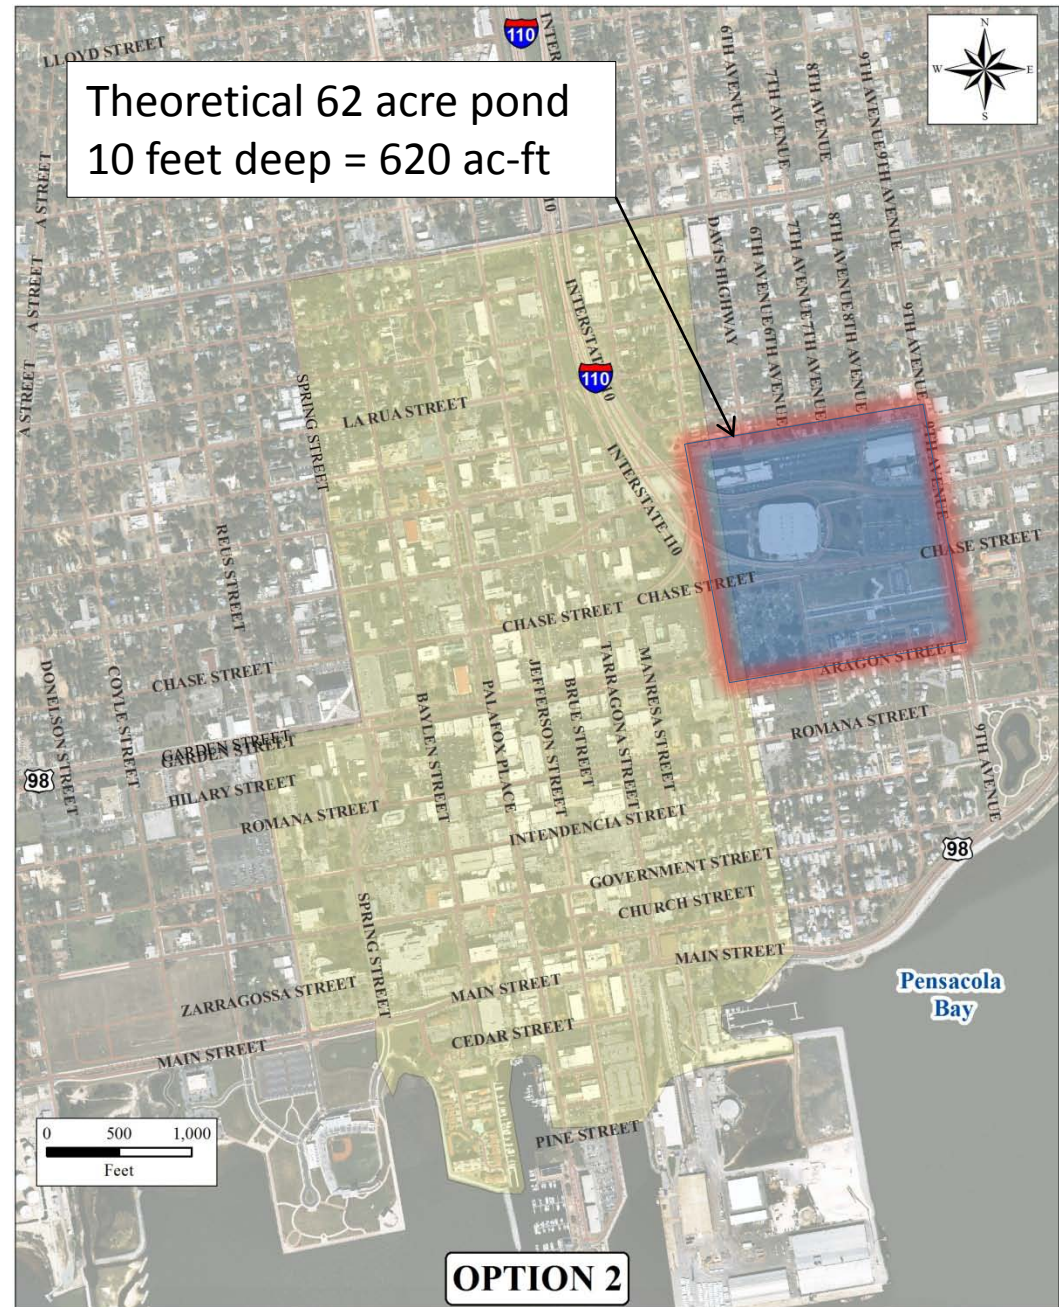 LLOYD STREET
110
INTER
Theoretical 62 acre pond
10 feet deep = 620 ac-ft
10
6TH AVENUE
7TH AVENUE
8TH AVENUE
9TH AVENUE
9TH AVENUE
N
W
E
S
A STREET
A STREET
A STREET
DAVIS HIGHWAY
6TH AVENUE
6TH AVENUE
7TH AVENUE
7TH AVENUE
8TH AVENUE
8TH AVENUE
9TH AVENUE
9TH AVENUE
INTERSTATE
110
10
SPRING STREET
LA RUA STREET
INTERSTATE 110
REUS STREET
CHASE STREET
CHASE STREET
CHASE STREET
CHASE STREET
ARAGON STREET
DONELSON STREET
COYLE STREET
GARDEN STREET
GARDEN STREET
BAYLEN STREET
PALAFOX PLACE
JEFFERSON STREET
BRUE STREET
TARRAGONA STREET
MANRESA STREET
ROMANA STREET
9TH AVENUE
98
HILARY STREET
ROMANA STREET
INTENDENCIA STREET
98
GOVERNMENT STREET
CHURCH STREET
SPRING STREET
MAIN STREET
ZARRAGOSSA STREET
MAIN STREET
Pensacola
Bay
CEDAR STREET
MAIN STREET
PINE STREET
0 500 1,000
Feet
OPTION 2